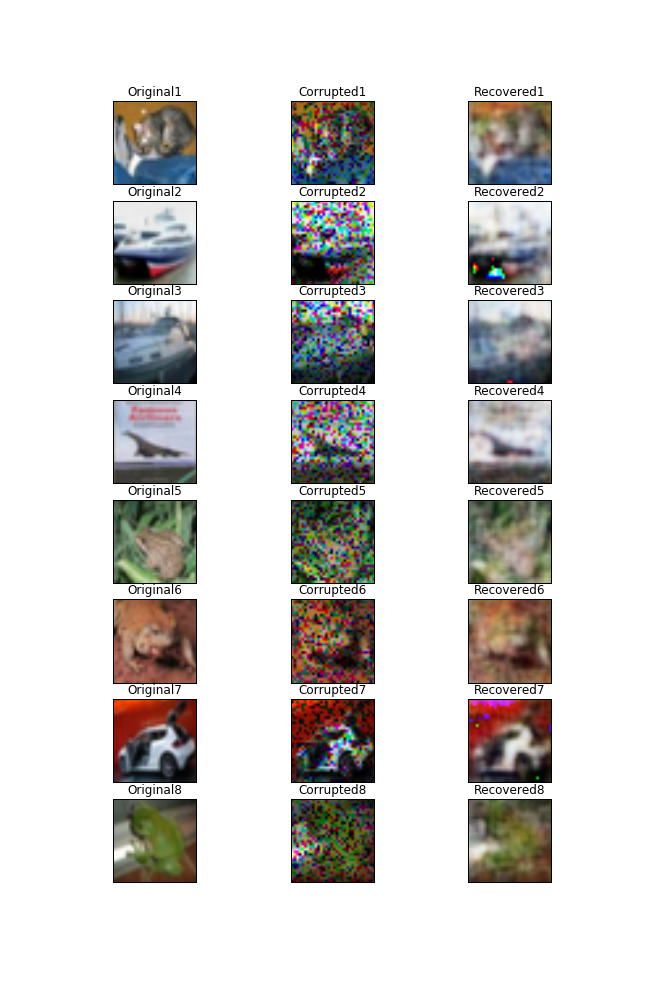 Original1 Corrupted1 Recovered1
Original2 Corrupted2 Recovered2
Original3 Corrupted3 Recovered3
Original4 Corrupted4 Recovered4
Original5 Corrupted5 Recovered5
Original6 Corrupted6 Recovered6
Original7 Corrupted7 Recovered7
Original8 Corrupted8 Recovered8